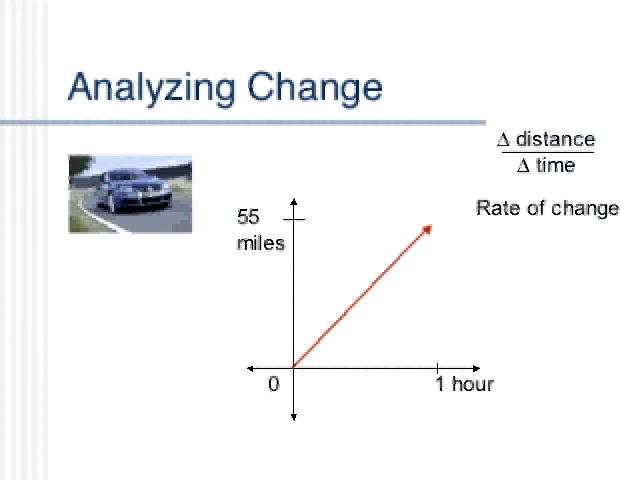 Analyzing Change
Δ distance
Δ time
Rate of change
55
miles
0
1 hour